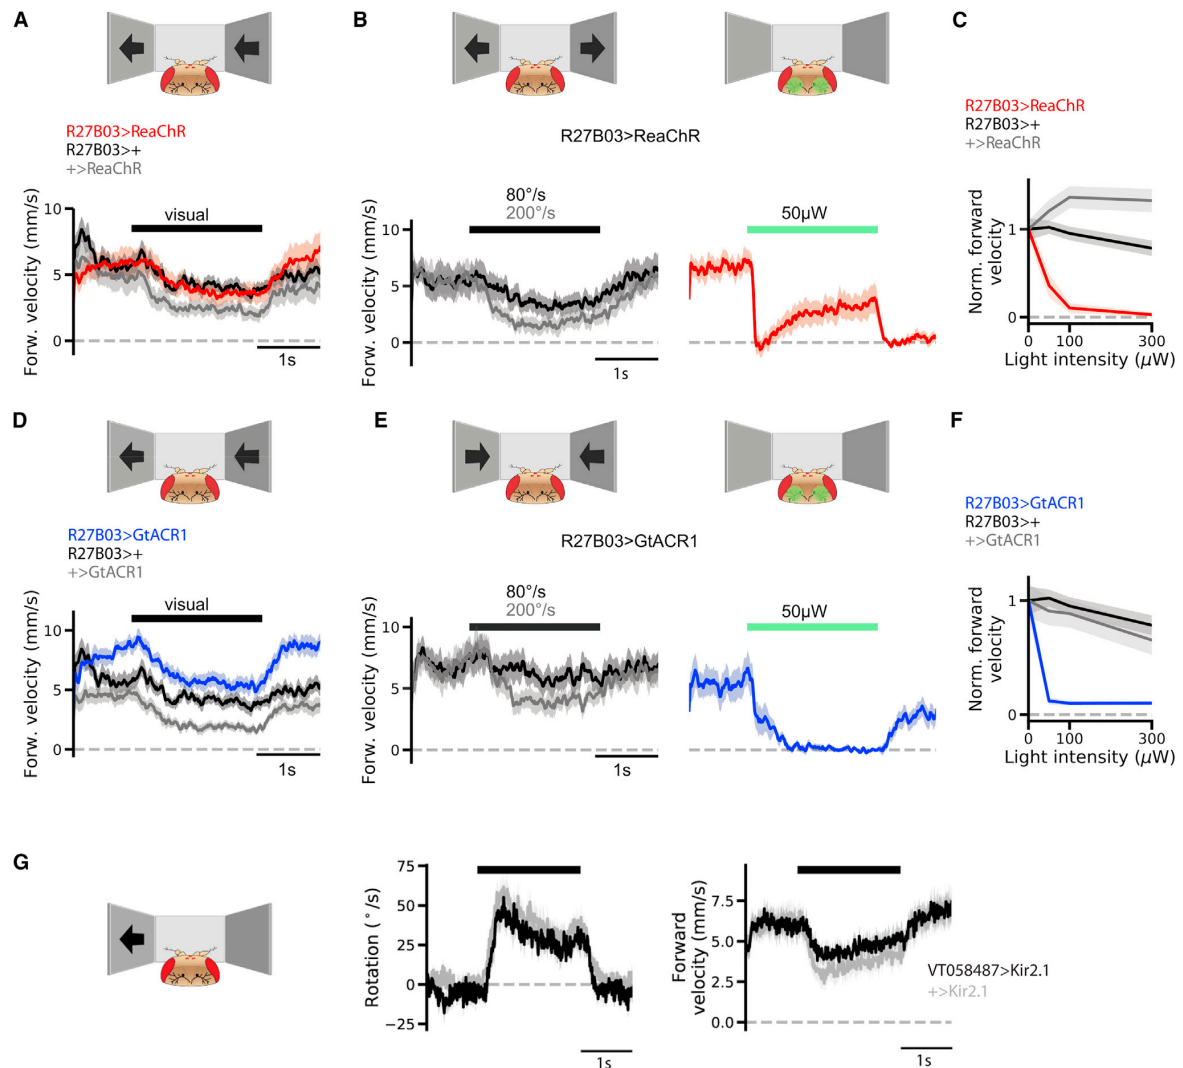 A
B
C
R27B03>ReaChR
R27B03>+
+>ReaChR
R27B03>ReaChR
R27B03>ReaChR
R27B03>+
+>ReaChR
Forw. velocity (mm/s)
10
5
0
visual
1s
80°/s
200°/s
10
5
0
Forw. velocity (mm/s)
1s
50µW
Norm. forward
velocity
1
0
0 100 300
Light intensity (µW)
D
E
F
R27B03>GtACR1
R27B03>+
+>GtACR1
R27B03>GtACR1
R27B03>GtACR1
R27B03>+
+>GtACR1
Forw. velocity (mm/s)
10
5
0
visual
1s
80°/s
200°/s
10
5
0
Forw. velocity (mm/s)
1s
50µW
Norm. forward
velocity
1
0
0 100 300
Light intensity (µW)
G
Rotation (°/s)
75
50
25
0
−25
1s
Forward
velocity (mm/s)
7.5
5.0
2.5
0.0
VT058487>Kir2.1
+>Kir2.1
1s